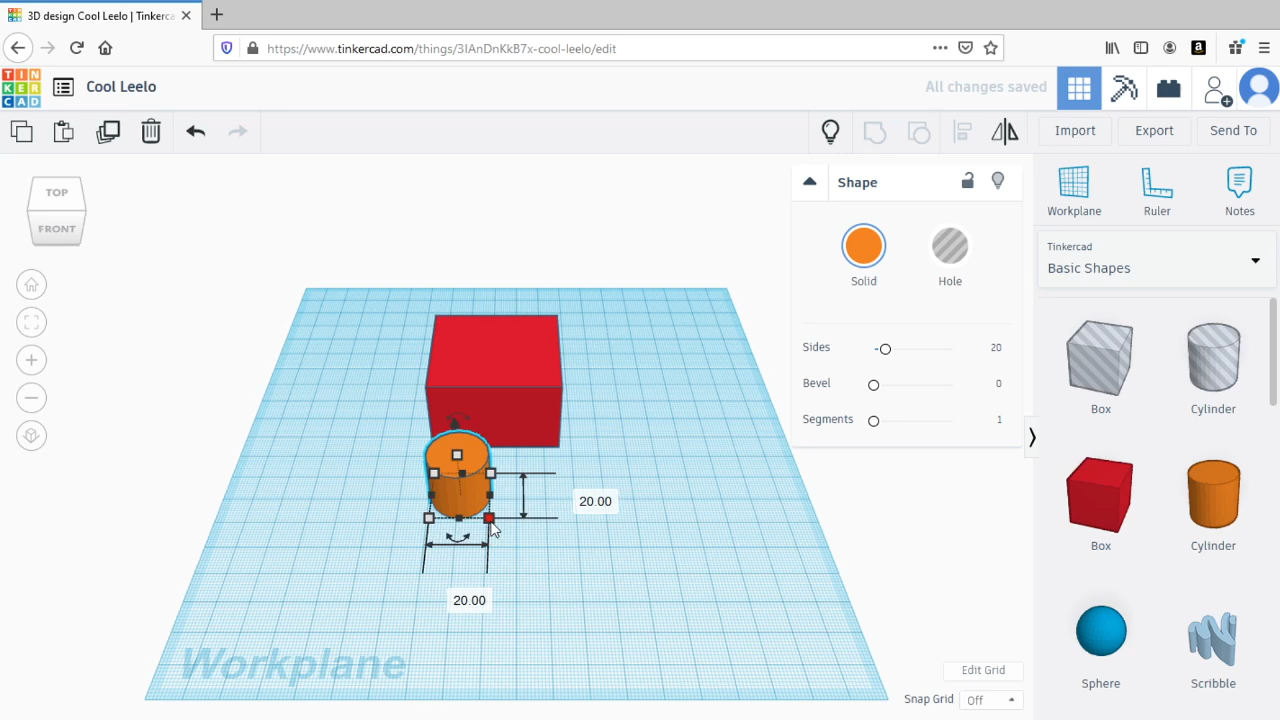 3D design Cool Leelo | Tinkerca
https://www.tinkercad.com/things/3IAnDnKkB7x-cool-leelo/edit
TIN
KER
CAD
Cool Leelo
All changes saved
Import
Export
Send To
TOP
FRONT
Shape
Solid
Hole
Sides
20
Bevel
0
Segments
1
Workplane
Ruler
Notes
Tinkercad
Basic Shapes
Box
Cylinder
Box
Cylinder
Sphere
Scribble
20.00
20.00
Workplane
Edit Grid
Snap Grid
Off